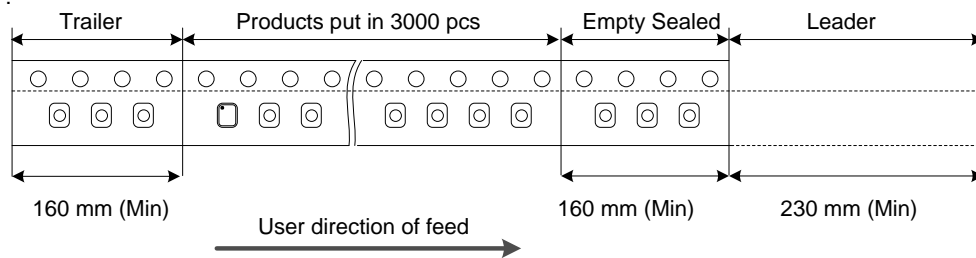 Trailer Products put in 3000 pcs Empty Sealed Leader
160 mm (Min) 160 mm (Min) 230 mm (Min)
User direction of feed